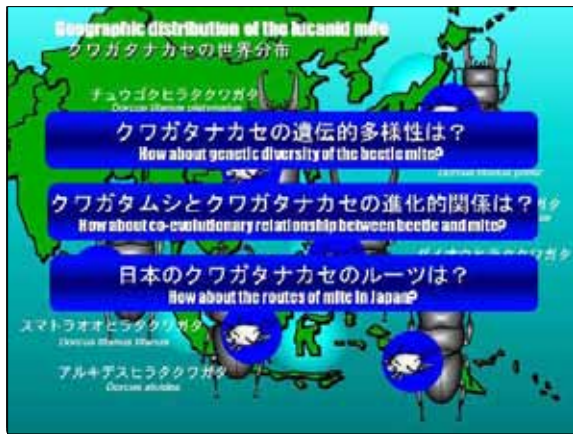 Geographic distribution of the lucanid mite
クワガタナカセの世界分布
チュウゴクヒラタクワガタ
Dorcus titanus platymelus
クワガタナカセの遺伝的多様性は？
How about genetic diversity of the beetle mite?
Dorcus titanus
クワガタムシとクワガタナカセの進化的関係は？
How about co-evolutionary relationship between beetle and mite?
日本のクワガタナカセのルーツは？
How about the routes of mite in Japan?
スマトラオオヒラタクワガタ
Dorcus titanus titanus
アルキデスヒラタクワガタ
Dorcus alcides